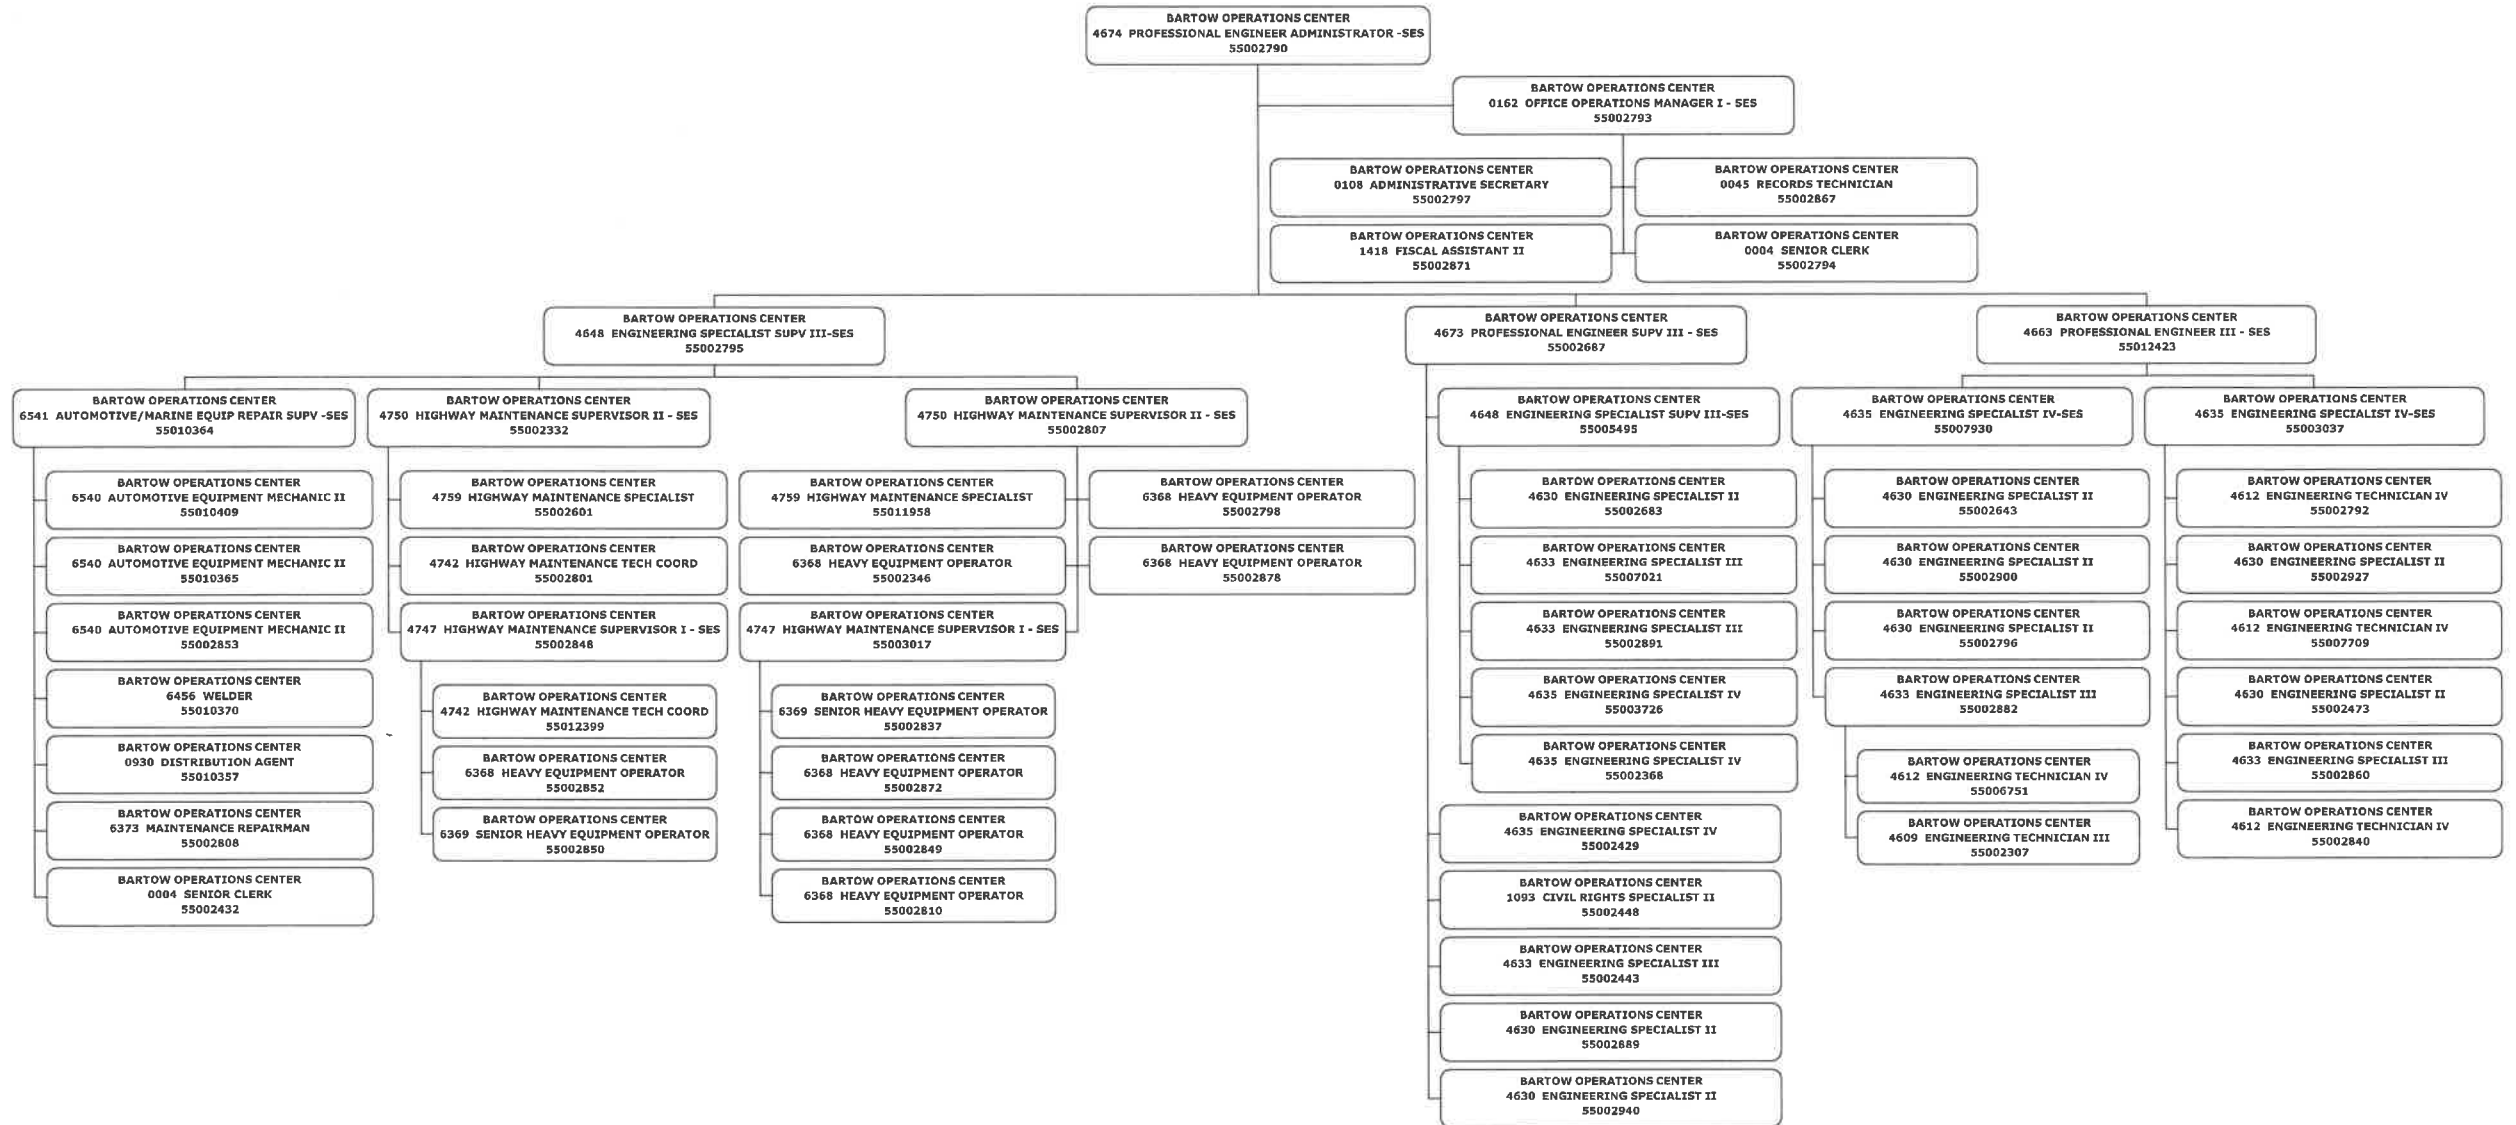 BARTOW OPERATIONS CENTER
4674 PROFESSIONAL ENGINEER ADMINISTRATOR -SES
55002790
BARTOW OPERATIONS CENTER
0162 OFFICE OPERATIONS MANAGER I - SES
55002793
BARTOW OPERATIONS CENTER
0108 ADMINISTRATIVE SECRETARY
55002797
BARTOW OPERATIONS CENTER
0045 RECORDS TECHNICIAN
55002867
BARTOW OPERATIONS CENTER
1418 FISCAL ASSISTANT II
55002871
BARTOW OPERATIONS CENTER
0004 SENIOR CLERK
55002794
BARTOW OPERATIONS CENTER
4648 ENGINEERING SPECIALIST SUPV III-SES
55002795
BARTOW OPERATIONS CENTER
6541 AUTOMOTIVE/MARINE EQUIP REPAIR SUPV -SES
55010364
BARTOW OPERATIONS CENTER
6540 AUTOMOTIVE EQUIPMENT MECHANIC II
55010409
BARTOW OPERATIONS CENTER
6540 AUTOMOTIVE EQUIPMENT MECHANIC II
55010365
BARTOW OPERATIONS CENTER
6540 AUTOMOTIVE EQUIPMENT MECHANIC II
55002853
BARTOW OPERATIONS CENTER
6456 WELDER
55010370
BARTOW OPERATIONS CENTER
0930 DISTRIBUTION AGENT
55010357
BARTOW OPERATIONS CENTER
6373 MAINTENANCE REPAIRMAN
55002808
BARTOW OPERATIONS CENTER
0004 SENIOR CLERK
55002432
BARTOW OPERATIONS CENTER
4750 HIGHWAY MAINTENANCE SUPERVISOR II - SES
55002332
BARTOW OPERATIONS CENTER
4759 HIGHWAY MAINTENANCE SPECIALIST
55002601
BARTOW OPERATIONS CENTER
4742 HIGHWAY MAINTENANCE TECH COORD
55002801
BARTOW OPERATIONS CENTER
4747 HIGHWAY MAINTENANCE SUPERVISOR I - SES
55002848
BARTOW OPERATIONS CENTER
4742 HIGHWAY MAINTENANCE TECH COORD
55012399
BARTOW OPERATIONS CENTER
6368 HEAVY EQUIPMENT OPERATOR
55002852
BARTOW OPERATIONS CENTER
6369 SENIOR HEAVY EQUIPMENT OPERATOR
55002850
BARTOW OPERATIONS CENTER
4750 HIGHWAY MAINTENANCE SUPERVISOR II - SES
55002807
BARTOW OPERATIONS CENTER
4759 HIGHWAY MAINTENANCE SPECIALIST
55011958
BARTOW OPERATIONS CENTER
6368 HEAVY EQUIPMENT OPERATOR
55002798
BARTOW OPERATIONS CENTER
6368 HEAVY EQUIPMENT OPERATOR
55002346
BARTOW OPERATIONS CENTER
6368 HEAVY EQUIPMENT OPERATOR
55002878
BARTOW OPERATIONS CENTER
4747 HIGHWAY MAINTENANCE SUPERVISOR I - SES
55003017
BARTOW OPERATIONS CENTER
6369 SENIOR HEAVY EQUIPMENT OPERATOR
55002837
BARTOW OPERATIONS CENTER
6368 HEAVY EQUIPMENT OPERATOR
55002872
BARTOW OPERATIONS CENTER
6368 HEAVY EQUIPMENT OPERATOR
55002849
BARTOW OPERATIONS CENTER
6368 HEAVY EQUIPMENT OPERATOR
55002810
BARTOW OPERATIONS CENTER
4673 PROFESSIONAL ENGINEER SUPV III - SES
55002687
BARTOW OPERATIONS CENTER
4648 ENGINEERING SPECIALIST SUPV III-SES
55005495
BARTOW OPERATIONS CENTER
4630 ENGINEERING SPECIALIST II
55002683
BARTOW OPERATIONS CENTER
4633 ENGINEERING SPECIALIST III
55007021
BARTOW OPERATIONS CENTER
4633 ENGINEERING SPECIALIST III
55002891
BARTOW OPERATIONS CENTER
4635 ENGINEERING SPECIALIST IV
55003726
BARTOW OPERATIONS CENTER
4635 ENGINEERING SPECIALIST IV
55002368
BARTOW OPERATIONS CENTER
4635 ENGINEERING SPECIALIST IV
55002429
BARTOW OPERATIONS CENTER
1093 CIVIL RIGHTS SPECIALIST II
55002448
BARTOW OPERATIONS CENTER
4633 ENGINEERING SPECIALIST III
55002443
BARTOW OPERATIONS CENTER
4630 ENGINEERING SPECIALIST II
55002889
BARTOW OPERATIONS CENTER
4630 ENGINEERING SPECIALIST II
55002940
BARTOW OPERATIONS CENTER
4663 PROFESSIONAL ENGINEER III - SES
55012423
BARTOW OPERATIONS CENTER
4635 ENGINEERING SPECIALIST IV-SES
55007930
BARTOW OPERATIONS CENTER
4630 ENGINEERING SPECIALIST II
55002643
BARTOW OPERATIONS CENTER
4630 ENGINEERING SPECIALIST II
55002900
BARTOW OPERATIONS CENTER
4630 ENGINEERING SPECIALIST II
55002796
BARTOW OPERATIONS CENTER
4633 ENGINEERING SPECIALIST III
55002882
BARTOW OPERATIONS CENTER
4612 ENGINEERING TECHNICIAN IV
55006751
BARTOW OPERATIONS CENTER
4609 ENGINEERING TECHNICIAN III
55002307
BARTOW OPERATIONS CENTER
4635 ENGINEERING SPECIALIST IV-SES
55003037
BARTOW OPERATIONS CENTER
4612 ENGINEERING TECHNICIAN IV
55002792
BARTOW OPERATIONS CENTER
4630 ENGINEERING SPECIALIST II
55002927
BARTOW OPERATIONS CENTER
4612 ENGINEERING TECHNICIAN IV
55007709
BARTOW OPERATIONS CENTER
4630 ENGINEERING SPECIALIST II
55002473
BARTOW OPERATIONS CENTER
4633 ENGINEERING SPECIALIST III
55002860
BARTOW OPERATIONS CENTER
4612 ENGINEERING TECHNICIAN IV
55002840